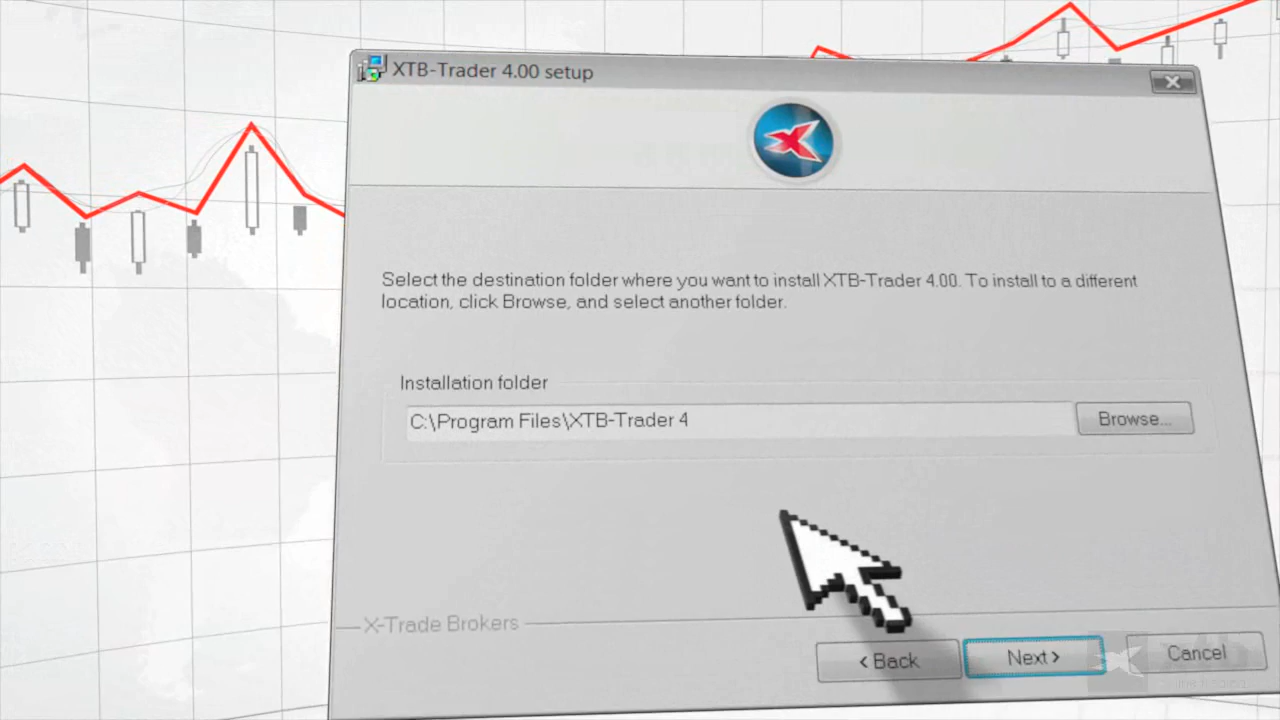 XTB-Trader 4.00 setup
Select the destination folder where you want to install XTB-Trader 4.00. To install to a different
location, click Browse, and select another folder.
Installation folder
C:\Program Files\XTB-Trader 4
Browse...
X-Trade Brokers
< Back
Next >
Cancel